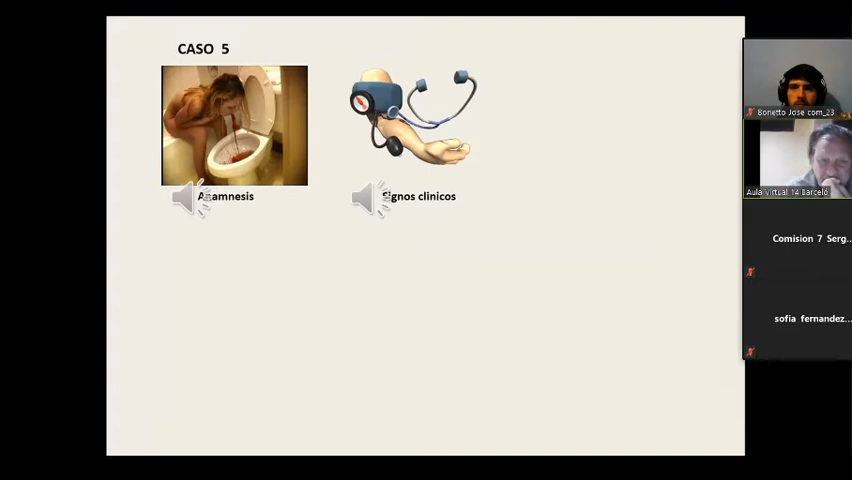 CASO 5
Anamnesis
Signos clinicos
Bonetto Jose com_23
Aula Virtual 14 Barceló
Comision 7 Serg...
sofia fernandez...